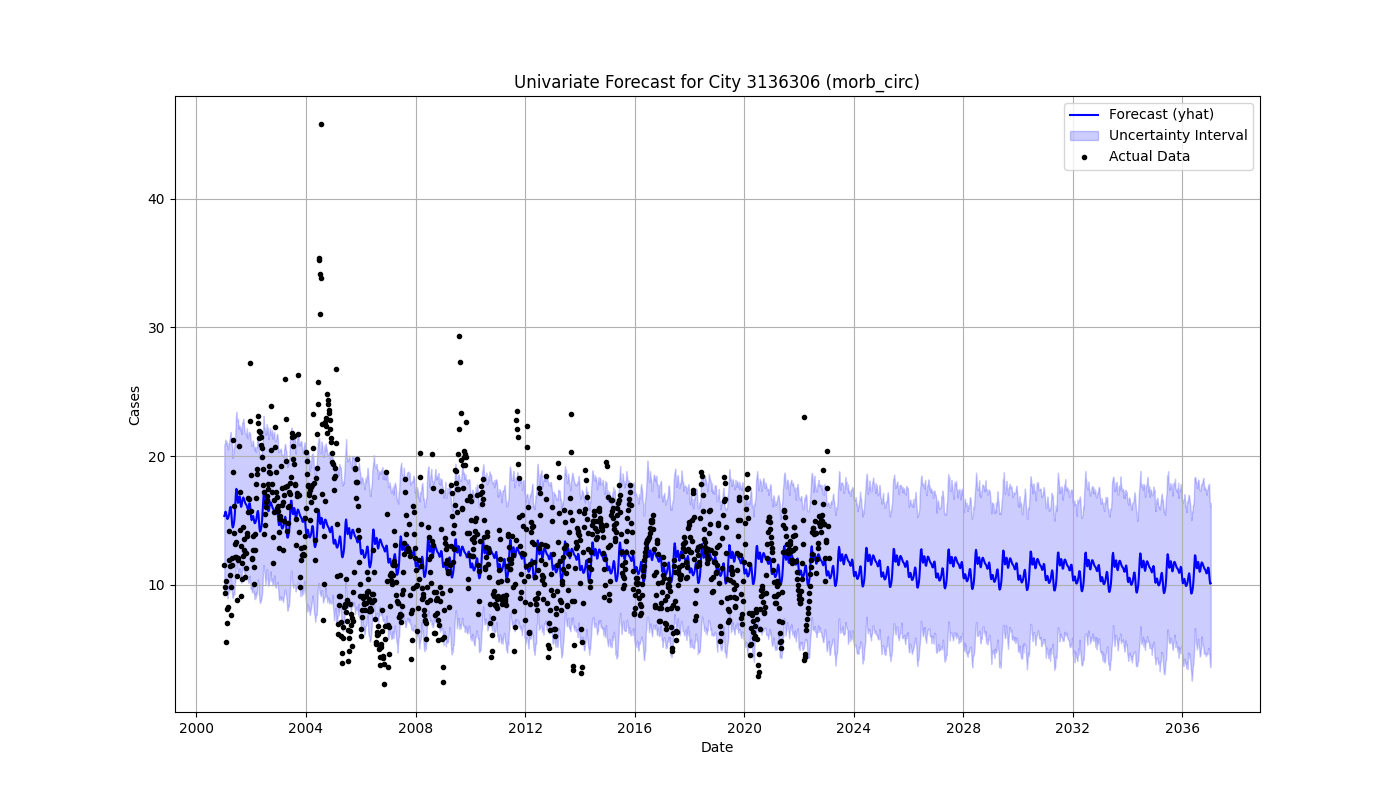 Univariate Forecast for City 3136306 (morb_circ)
Forecast (yhat)
Uncertainty Interval
Actual Data
Cases
40
30
20
10
2000 2004 2008 2012 2016 2020 2024 2028 2032 2036
Date